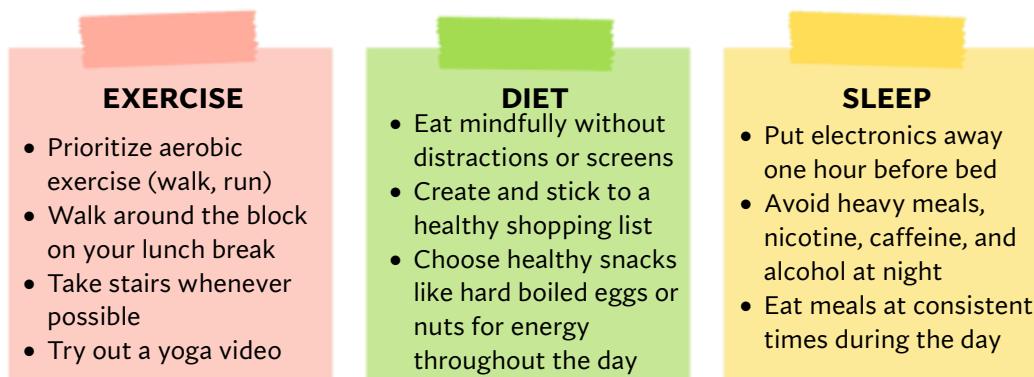 EXERCISE
• Prioritize aerobic
exercise (walk, run)
• Walk around the block
on your lunch break
• Take stairs whenever
possible
• Try out a yoga video
DIET
• Eat mindfully without
distractions or screens
• Create and stick to a
healthy shopping list
• Choose healthy snacks
like hard boiled eggs or
nuts for energy
throughout the day
SLEEP
• Put electronics away
one hour before bed
• Avoid heavy meals,
nicotine, caffeine, and
alcohol at night
• Eat meals at consistent
times during the day